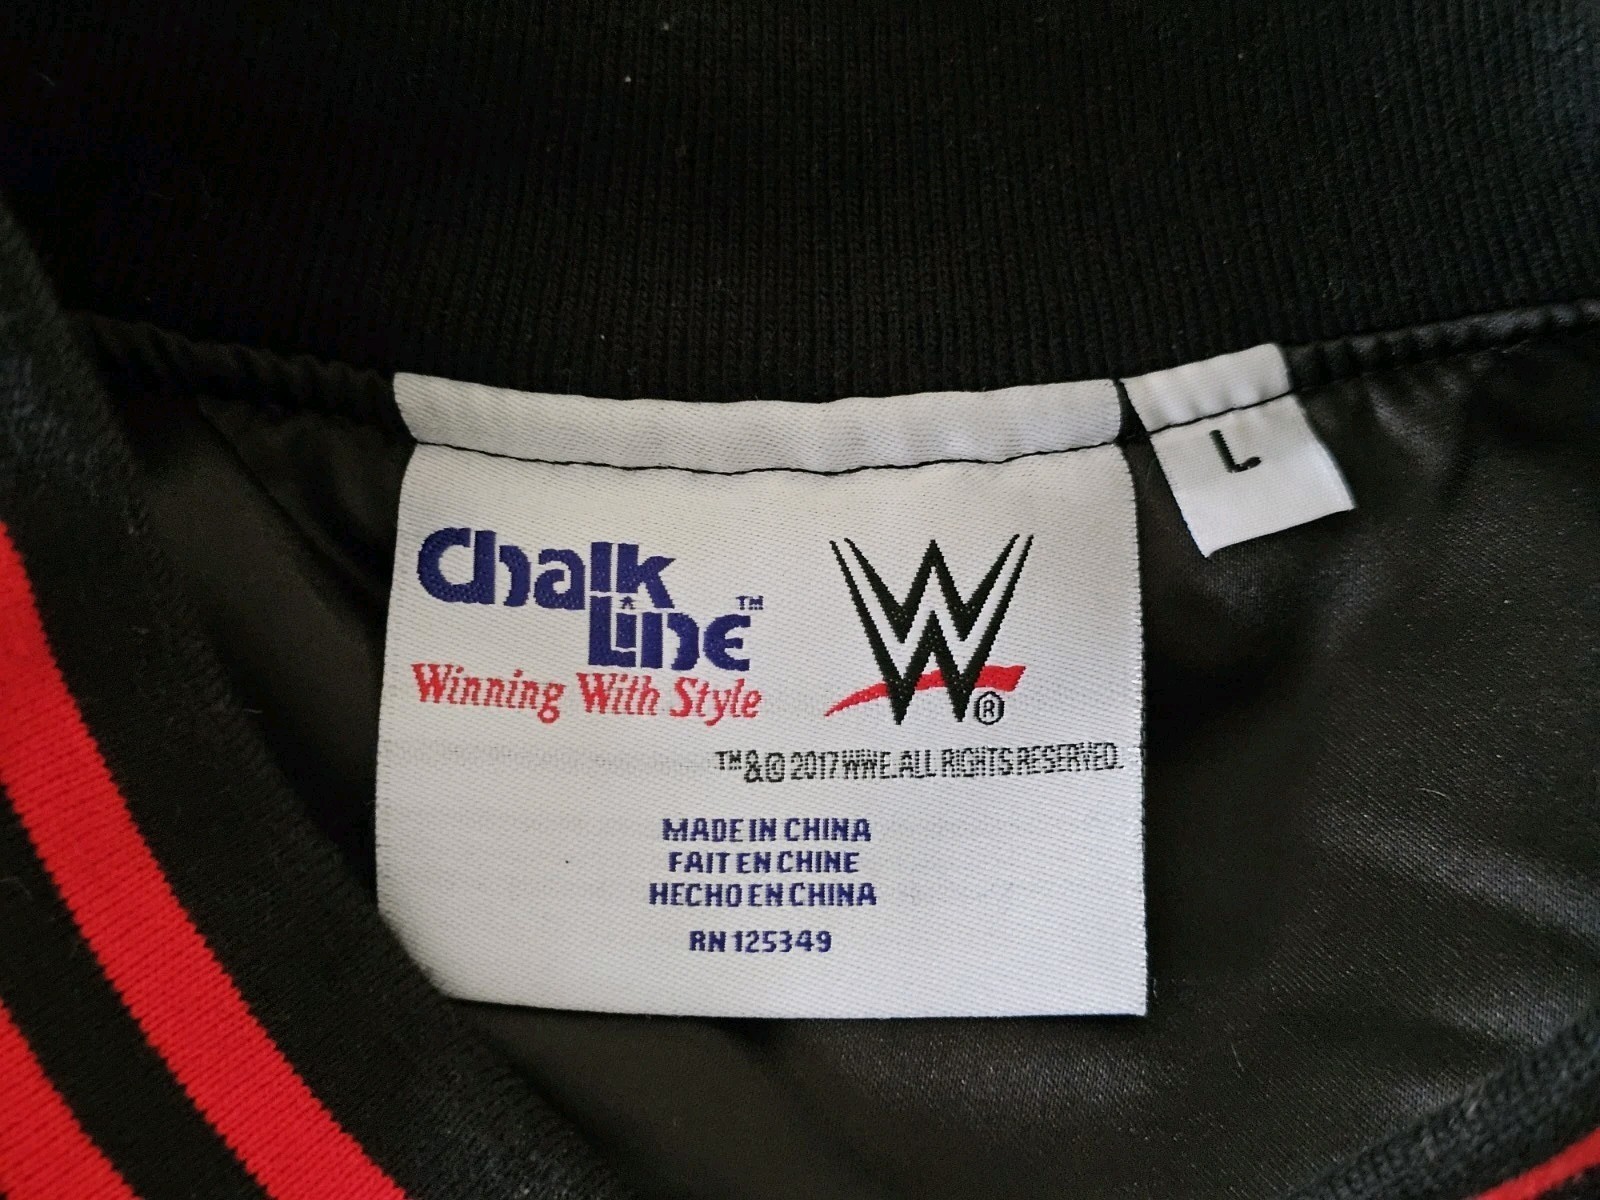 Chalk
Line™
Winning With Style
W
®
L
™ & © 2017 WWE. ALL RIGHTS RESERVED.
MADE IN CHINA
FAIT EN CHINE
HECHO EN CHINA
RN 125349